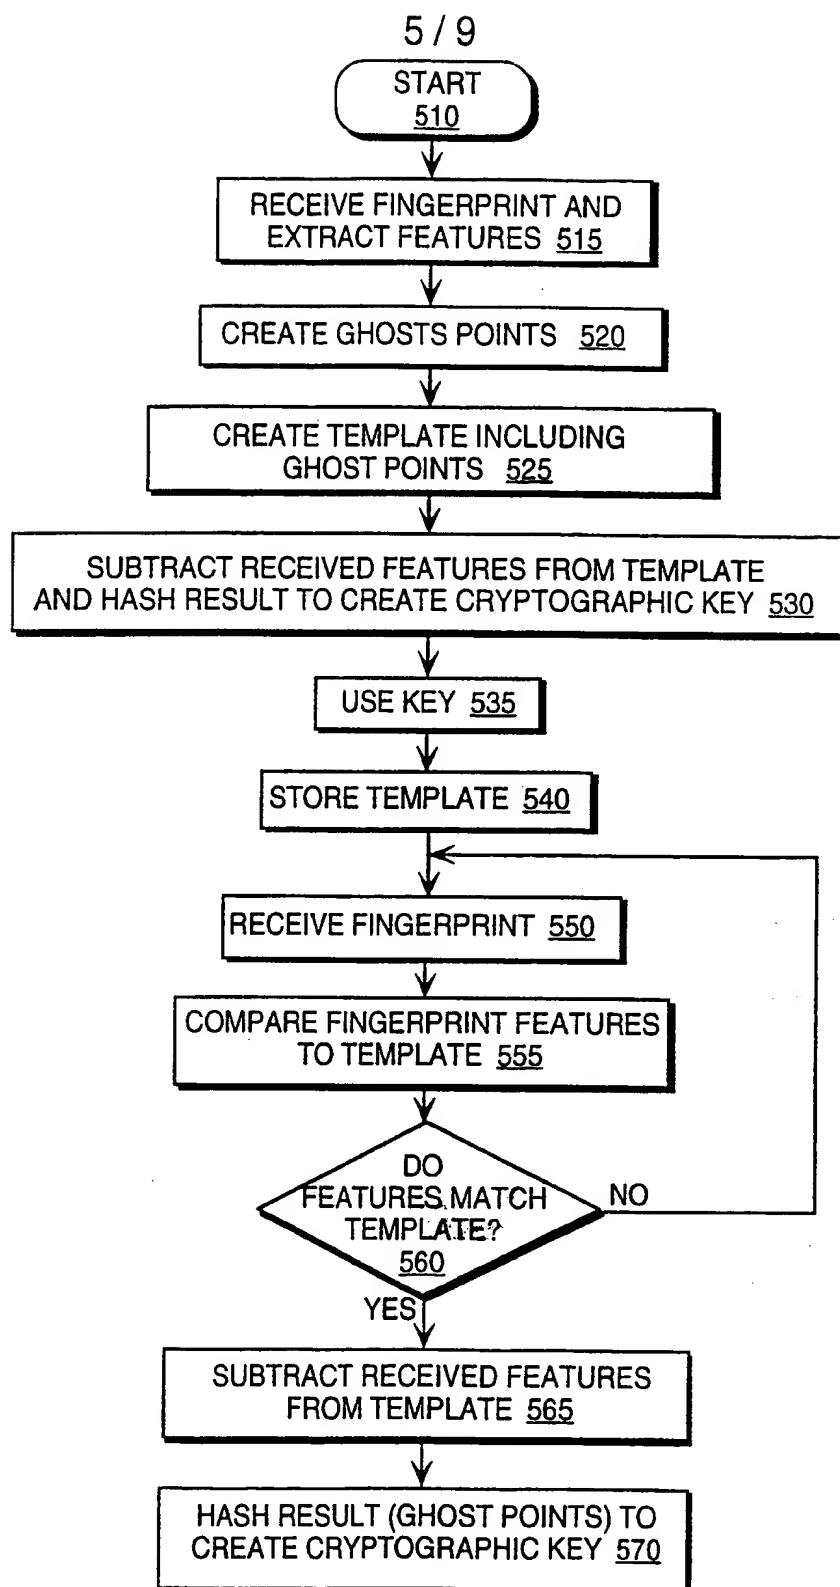 5 / 9
START
510
RECEIVE FINGERPRINT AND
EXTRACT FEATURES 515
CREATE GHOSTS POINTS 520
CREATE TEMPLATE INCLUDING
GHOST POINTS 525
SUBTRACT RECEIVED FEATURES FROM TEMPLATE
AND HASH RESULT TO CREATE CRYPTOGRAPHIC KEY 530
USE KEY 535
STORE TEMPLATE 540
RECEIVE FINGERPRINT 550
COMPARE FINGERPRINT FEATURES
TO TEMPLATE 555
DO
FEATURES MATCH
TEMPLATE?
560
NO
YES
SUBTRACT RECEIVED FEATURES
FROM TEMPLATE 565
HASH RESULT (GHOST POINTS) TO
CREATE CRYPTOGRAPHIC KEY 570